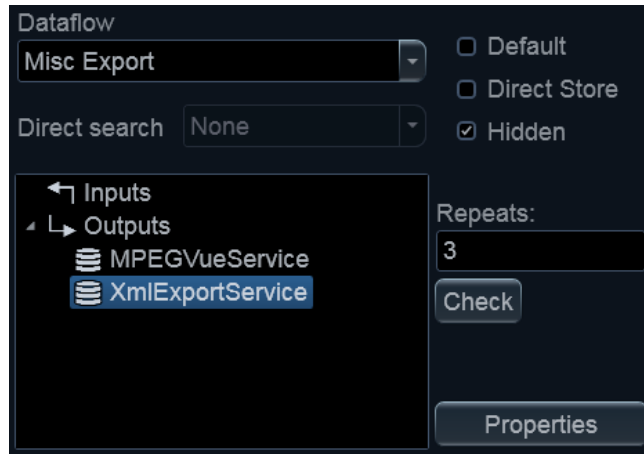 Dataflow
Misc Export
Default
Direct Store
Direct search None
Hidden
Inputs
Outputs
MPEGVueService
XmlExportService
Repeats:
3
Check
Properties